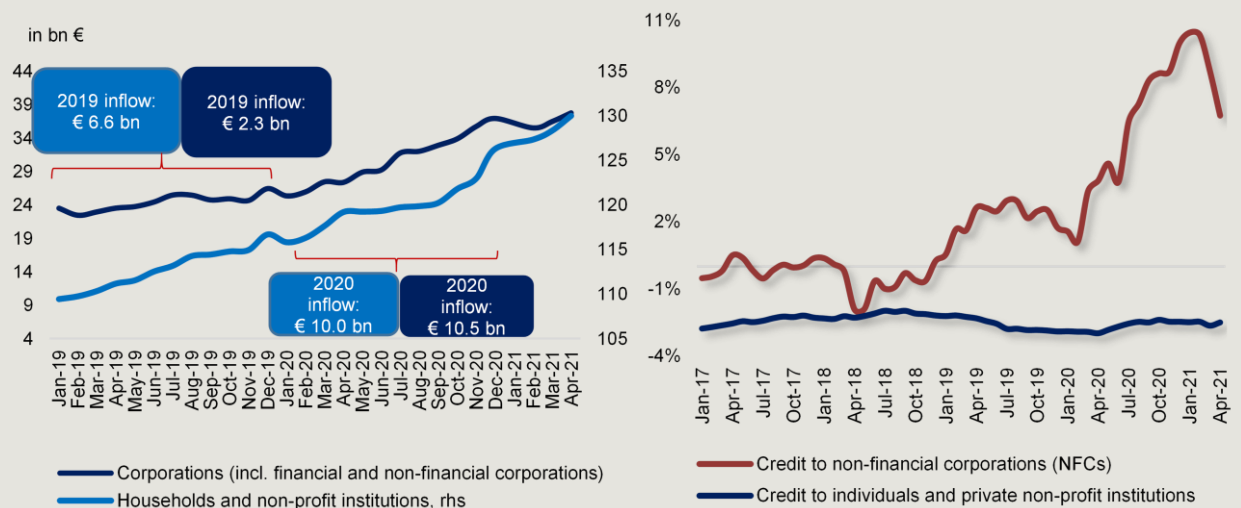 in bn €
44
39
34
29
24
19
14
9
4
2019 inflow:
€ 6.6 bn
2019 inflow:
€ 2.3 bn
2020
inflow:
€ 10.0 bn
2020
inflow:
€ 10.5 bn
135
130
125
120
115
110
105
Jan-19
Feb-19
Mar-19
Apr-19
May-19
Jun-19
Jul-19
Aug-19
Sep-19
Oct-19
Nov-19
Dec-19
Jan-20
Feb-20
Mar-20
Apr-20
May-20
Jun-20
Jul-20
Aug-20
Sep-20
Oct-20
Nov-20
Dec-20
Jan-21
Feb-21
Mar-21
Apr-21
Corporations (incl. financial and non-financial corporations)
Households and non-profit institutions, rhs
11%
8%
5%
2%
-1%
-4%
Jan-17
Apr-17
Jul-17
Oct-17
Jan-18
Apr-18
Jul-18
Oct-18
Jan-19
Apr-19
Jul-19
Oct-19
Jan-20
Apr-20
Jul-20
Oct-20
Jan-21
Apr-21
Credit to non-financial corporations (NFCs)
Credit to individuals and private non-profit institutions